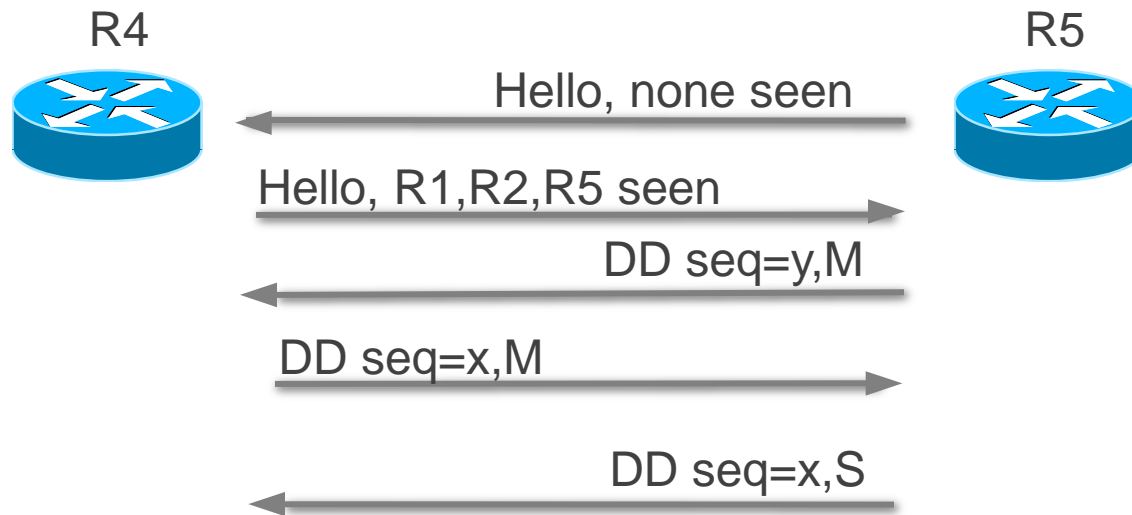 R4
R5
Hello, none seen
Hello, R1,R2,R5 seen
DD seq=y,M
DD seq=x,M
DD seq=x,S